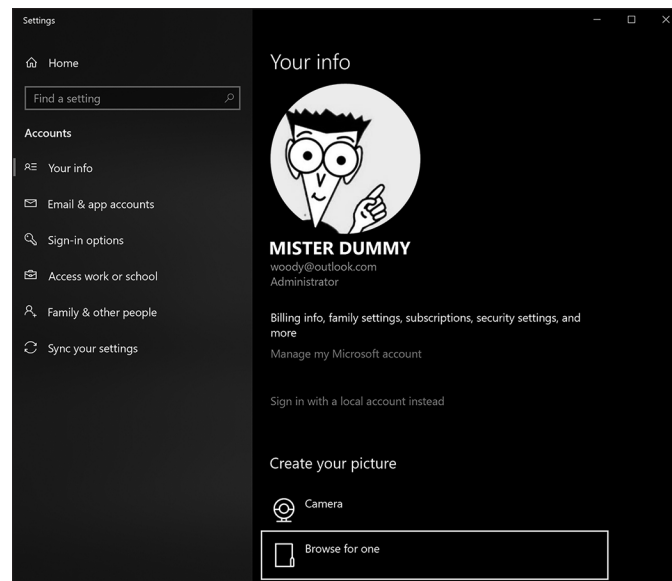 Settings
Home
Find a setting
Accounts
Your info
Email & app accounts
Sign-in options
Access work or school
Family & other people
Sync your settings
Your info
MISTER DUMMY
woody@outlook.com
Administrator
Billing info, family settings, subscriptions, security settings, and
more
Manage my Microsoft account
Sign in with a local account instead
Create your picture
Camera
Browse for one